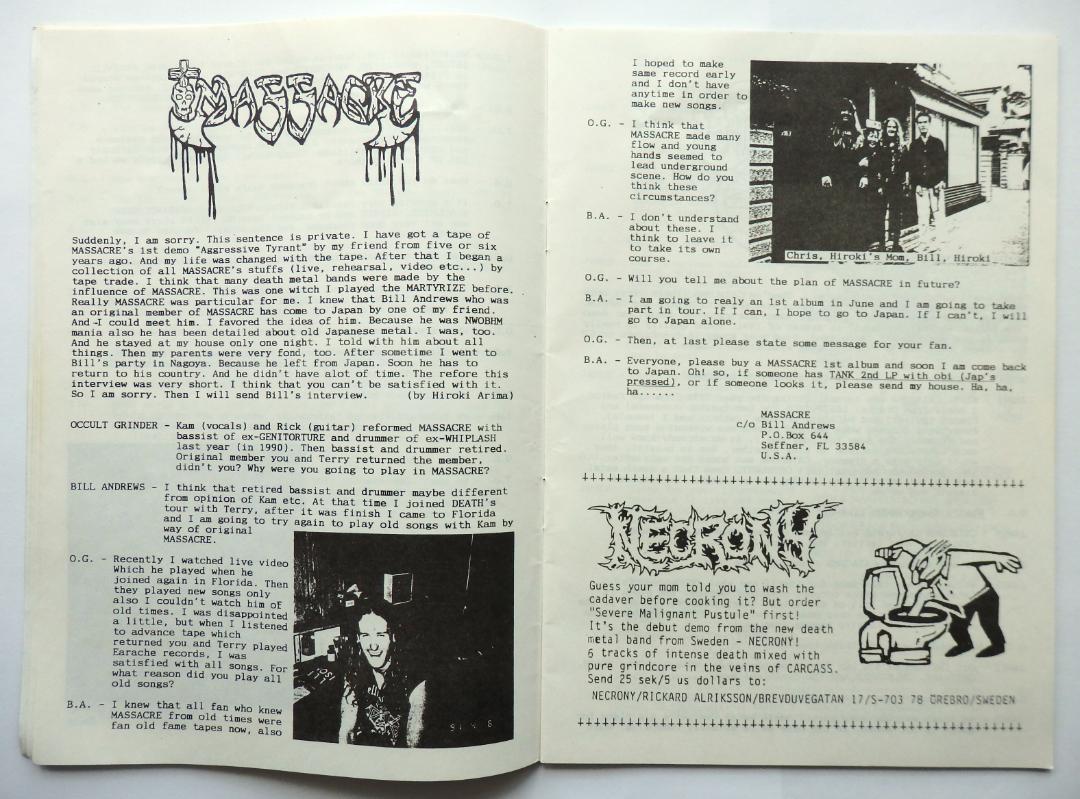 MASSACRE
Suddenly, I am sorry. This sentence is private. I have got a tape of
MASSACRE's 1st demo "Aggressive Tyrant" by my friend from five or six
years ago. And my life was changed with the tape. After that I began a
collection of all MASSACRE's stuffs (live, rehearsal, video etc...) by
tape trade. I think that many death metal bands were made by the
influence of MASSACRE. This was one witch I played the MARTYRIZE before.
Really MASSACRE was particular for me. I knew that Bill Andrews who was
an original member of MASSACRE has come to Japan by one of my friend.
And I could meet him. I favored the idea of him. Because he was NWOBHM
mania also he has been detailed about old Japanese metal. I was, too.
And he stayed at my house only one night. I told with him about all
things. Then my parents were very fond, too. After sometime I went to
Bill's party in Nagoya. Because he left from Japan. Soon he has to
return to his country. And he didn't have alot of time. The refore this
interview was very short. I think that you can't be satisfied with it.
So I am sorry. Then I will send Bill's interview. (by Hiroki Arima)
OCCULT GRINDER - Kam (vocals) and Rick (guitar) reformed MASSACRE with
bassist of ex-GENITORTURE and drummer of ex-WHIPLASH
last year (in 1990). Then bassist and drummer retired.
Original member you and Terry returned the member,
didn't you? Why were you going to play in MASSACRE?
BILL ANDREWS - I think that retired bassist and drummer maybe different
from opinion of Kam etc. At that time I joined DEATH's
tour with Terry, after it was finish I came to Florida
and I am going to try again to play old songs with Kam by
way of original
MASSACRE.
O.G. - Recently I watched live video
Which he played when he
joined again in Florida. Then
they played new songs only
also I couldn't watch him of
old times. I was disappointed
a little, but when I listened
to advance tape which
returned you and Terry played
Earache records, I was
satisfied with all songs. For
what reason did you play all
old songs?
B.A. - I knew that all fan who knew
MASSACRE from old times were
fan old fame tapes now, also
91 4 8
I hoped to make
same record early
and I don't have
anytime in order to
make new songs.
O.G. - I think that
MASSACRE made many
flow and young
hands seemed to
lead underground
scene. How do you
think these
circumstances?
B.A. - I don't understand
about these. I
think to leave it
to take its own
course.
Chris, Hiroki's Mom, Bill, Hiroki
O.G. - Will you tell me about the plan of MASSACRE in future?
B.A. - I am going to realy an 1st album in June and I am going to take
part in tour. If I can, I hope to go to Japan. If I can't, I will
go to Japan alone.
O.G. - Then, at last please state some message for your fan.
B.A. - Everyone, please buy a MASSACRE 1st album and soon I am come back
to Japan. Oh! so, if someone has TANK 2nd LP with obi (Jap's
pressed), or if someone looks it, please send my house. Ha, ha,
ha......
MASSACRE
c/o Bill Andrews
P.O.Box 644
Seffner, FL 33584
U.S.A.
NECRONY
Guess your mom told you to wash the
cadaver before cooking it? But order
"Severe Malignant Pustule" first!
It's the debut demo from the new death
metal band from Sweden - NECRONY!
6 tracks of intense death mixed with
pure grindcore in the veins of CARCASS.
Send 25 sek/5 us dollars to:
NECRONY/RICKARD ALRIKSSON/BREVDUVEGATAN 17/S-703 78 ÖREBRO/SWEDEN